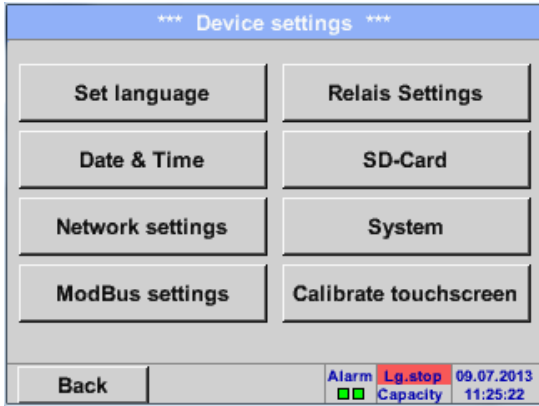 *** Device settings ***
Set language
Relais Settings
Date & Time
SD-Card
Network settings
System
ModBus settings
Calibrate touchscreen
Back
Alarm Lg.stop 09.07.2013
Capacity 11:25:22